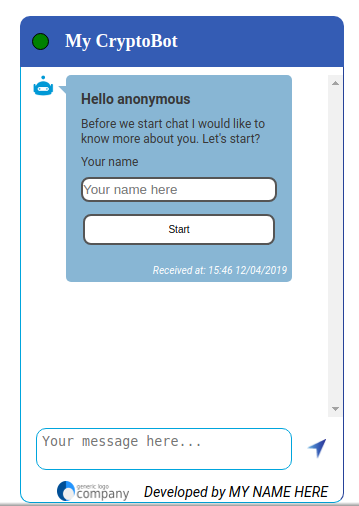 My CryptoBot
Hello anonymous
Before we start chat I would like to
know more about you. Let's start?
Your name
Your name here
Start
Received at: 15:46 12/04/2019
Your message here...
generic logo
company
Developed by MY NAME HERE